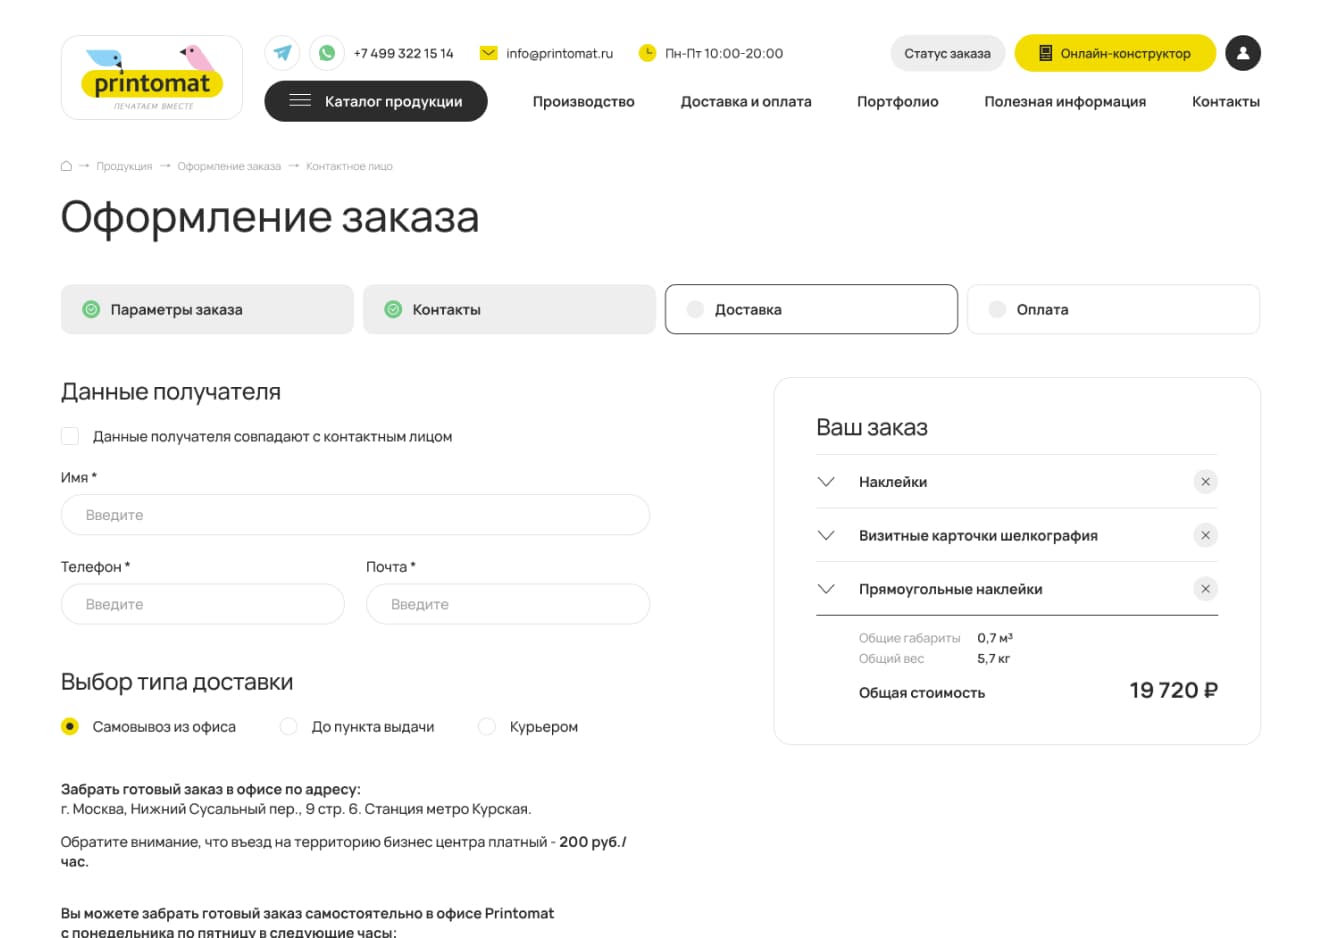 printomat
ПЕЧАТАЕМ ВМЕСТЕ
+7 499 322 15 14
info@printomat.ru
Пн-Пт 10:00-20:00
Статус заказа
Онлайн-конструктор
Каталог продукции
Производство
Доставка и оплата
Портфолио
Полезная информация
Контакты
Продукция → Оформление заказа → Контактное лицо
Оформление заказа
Параметры заказа
Контакты
Доставка
Оплата
Данные получателя
Данные получателя совпадают с контактным лицом
Имя *
Введите
Телефон *
Почта *
Введите
Введите
Выбор типа доставки
Самовывоз из офиса
До пункта выдачи
Курьером
Забрать готовый заказ в офисе по адресу:
г. Москва, Нижний Сусальный пер., 9 стр. 6. Станция метро Курская.
Обратите внимание, что въезд на территорию бизнес центра платный - 200 руб./
час.
Вы можете забрать готовый заказ самостоятельно в офисе Printomat
с понедельника по пятницу в следующие часы:
Ваш заказ
Наклейки
Визитные карточки шелкография
Прямоугольные наклейки
Общие габариты 0,7 м³
Общий вес 5,7 кг
Общая стоимость 19 720 ₽